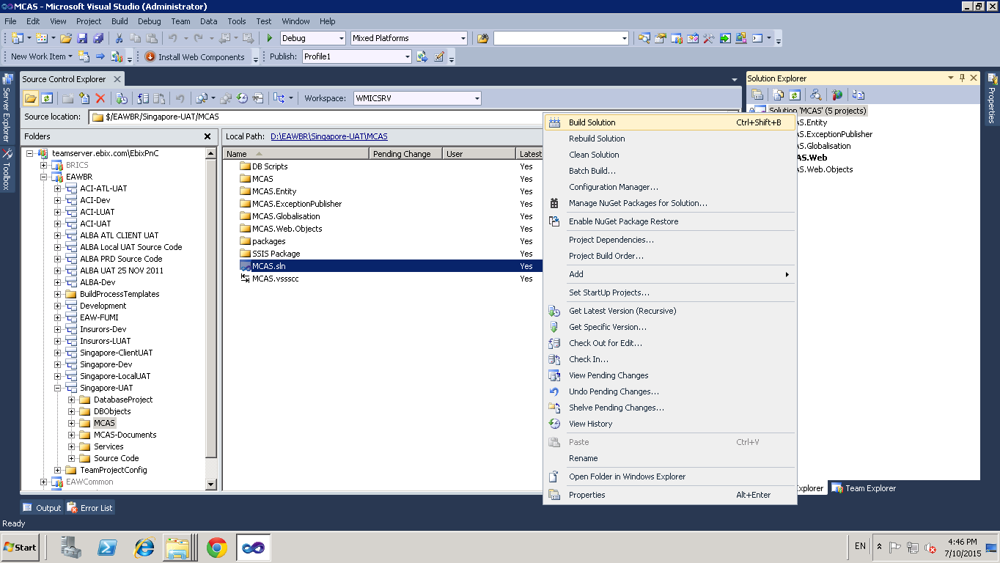 MCAS - Microsoft Visual Studio (Administrator)
File Edit View Project Build Debug Team Data Tools Test Window Help
Debug Mixed Platforms
New Work Item Install Web Components Publish: Profile1
Server Explorer
Toolbox
Source Control Explorer
Workspace: WMICSRV
Source location: $/EAWBR/Singapore-UAT/MCAS
Folders
teamserver.ebix.com\EbixPnC
BRICS
EAWBR
ACI-ATL-UAT
ACI-Dev
ACI-LUAT
ACI-UAT
ALBA ATL CLIENT UAT
ALBA Local UAT Source Code
ALBA PRD Source Code
ALBA UAT 25 NOV 2011
ALBA-Dev
BuildProcessTemplates
Development
EAW-FUMI
Insurors-Dev
Insurors-LUAT
Singapore-ClientUAT
Singapore-Dev
Singapore-LocalUAT
Singapore-UAT
DatabaseProject
DBObjects
MCAS
MCAS-Documents
Services
Source Code
TeamProjectConfig
EAWCommon
Local Path: D:\EAWBR\Singapore-UAT\MCAS
Name Pending Change User Latest
DB Scripts Yes
MCAS Yes
MCAS.Entity Yes
MCAS.ExceptionPublisher Yes
MCAS.Globalisation Yes
MCAS.Web.Objects Yes
packages Yes
SSIS Package Yes
MCAS.sln Yes
MCAS.vssscc Yes
Build Solution Ctrl+Shift+B
Rebuild Solution
Clean Solution
Batch Build...
Configuration Manager...
Manage NuGet Packages for Solution...
Enable NuGet Package Restore
Project Dependencies...
Project Build Order...
Add
Set StartUp Projects...
Get Latest Version (Recursive)
Get Specific Version...
Check Out for Edit...
Check In...
View Pending Changes
Undo Pending Changes...
Shelve Pending Changes...
View History
Paste Ctrl+V
Rename
Open Folder in Windows Explorer
Properties Alt+Enter
Solution Explorer
Solution 'MCAS' (5 projects)
AS.Entity
AS.ExceptionPublisher
AS.Globalisation
AS.Web
AS.Web.Objects
Explorer Team Explorer
Properties
Output Error List
Ready
Start
EN
4:46 PM
7/10/2015